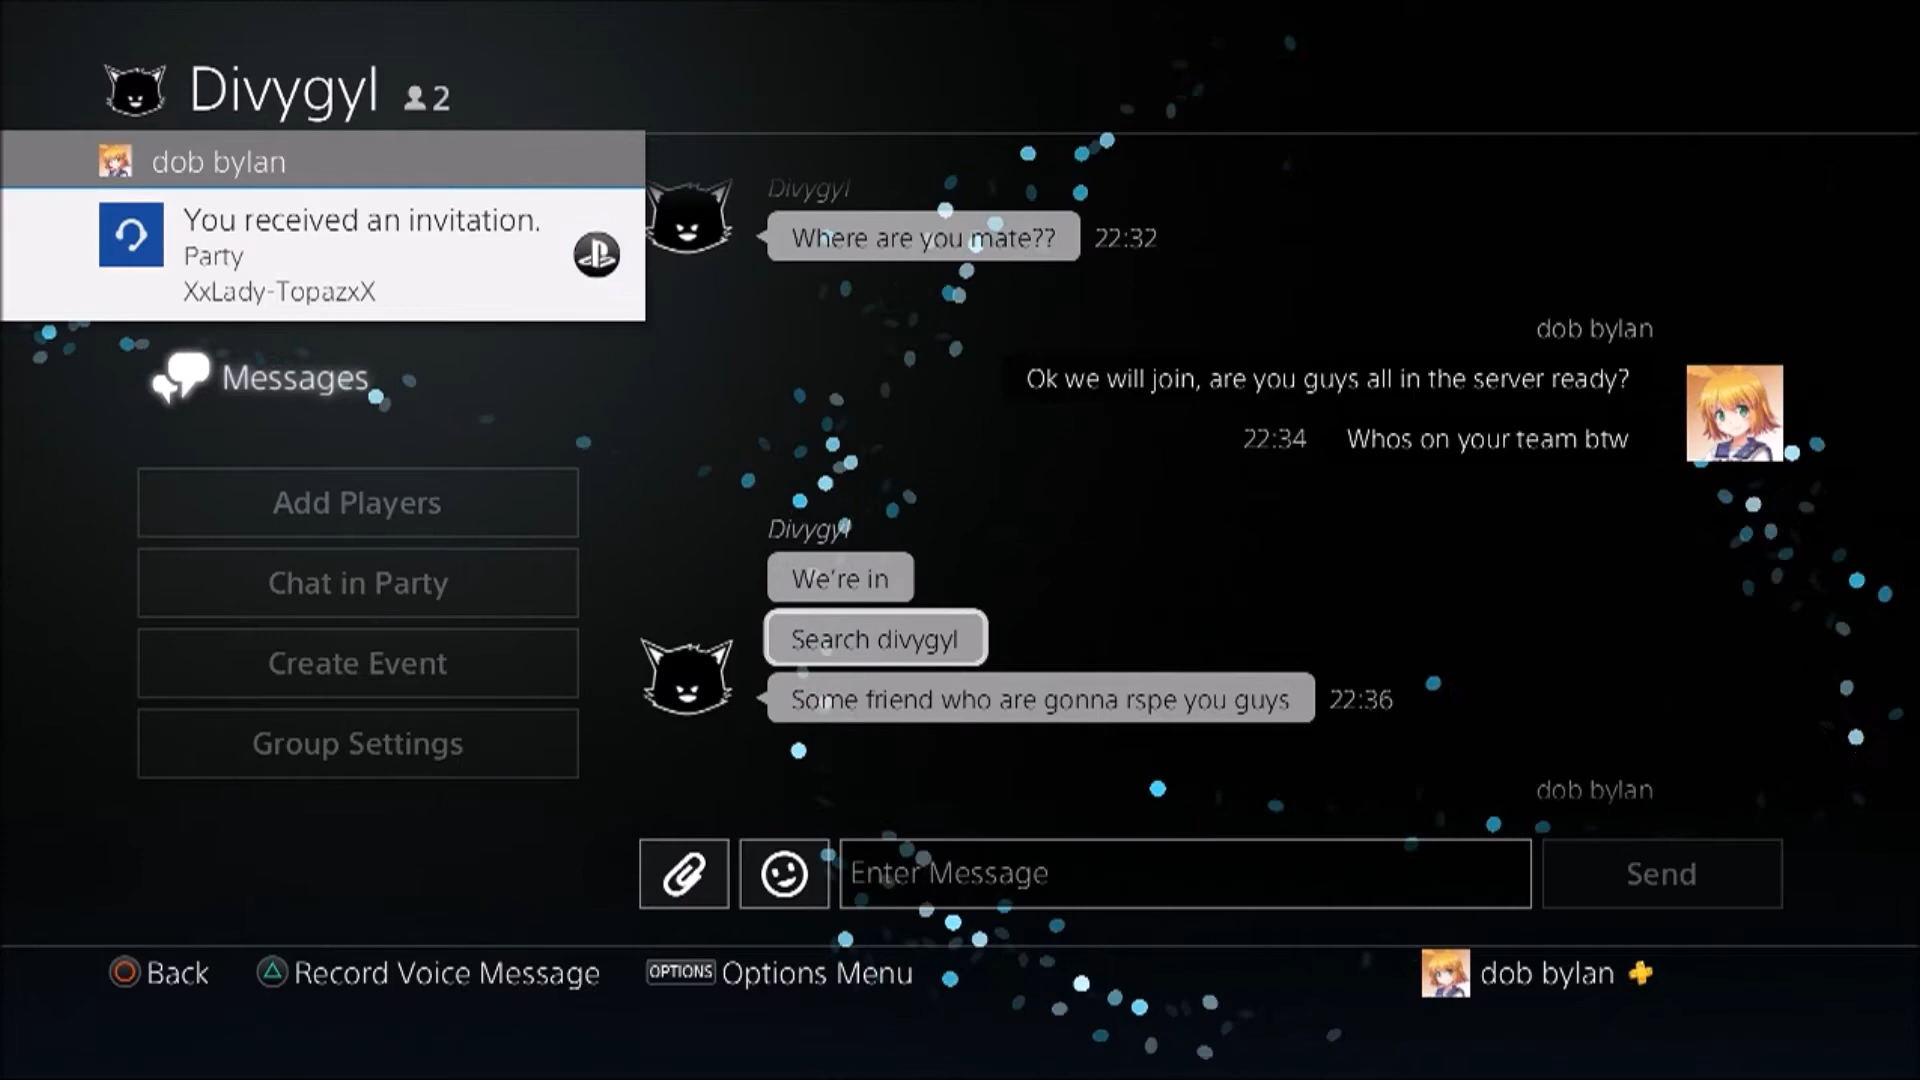 Divygyl 2
dob bylan
You received an invitation.
Party
XxLady-TopazxX
Messages
Add Players
Chat in Party
Create Event
Group Settings
Divygyl
Where are you mate?? 22:32
dob bylan
Ok we will join, are you guys all in the server ready?
22:34 Whos on your team btw
Divygyl
We're in
Search divygyl
Some friend who are gonna rspe you guys 22:36
dob bylan
Enter Message
Send
Back
Record Voice Message
OPTIONS Options Menu
dob bylan